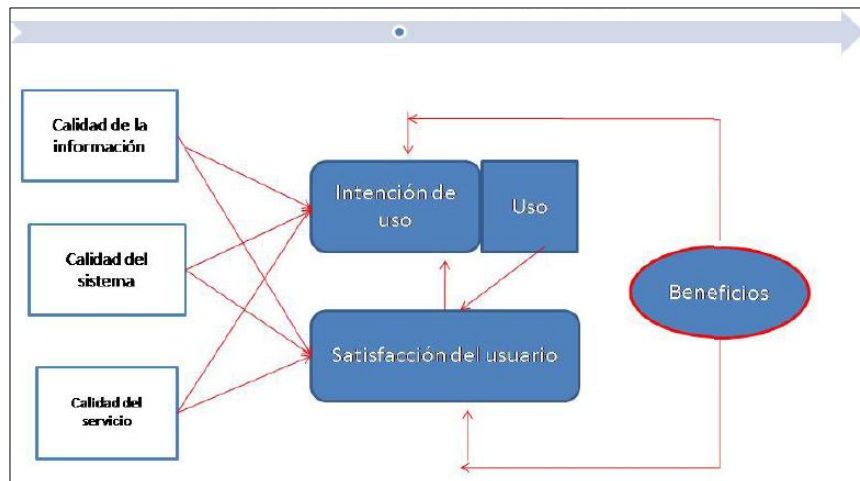 Calidad de la
información
Intención de
uso
Uso
Calidad del
sistema
Beneficios
Satisfacción del usuario
Calidad del
servicio